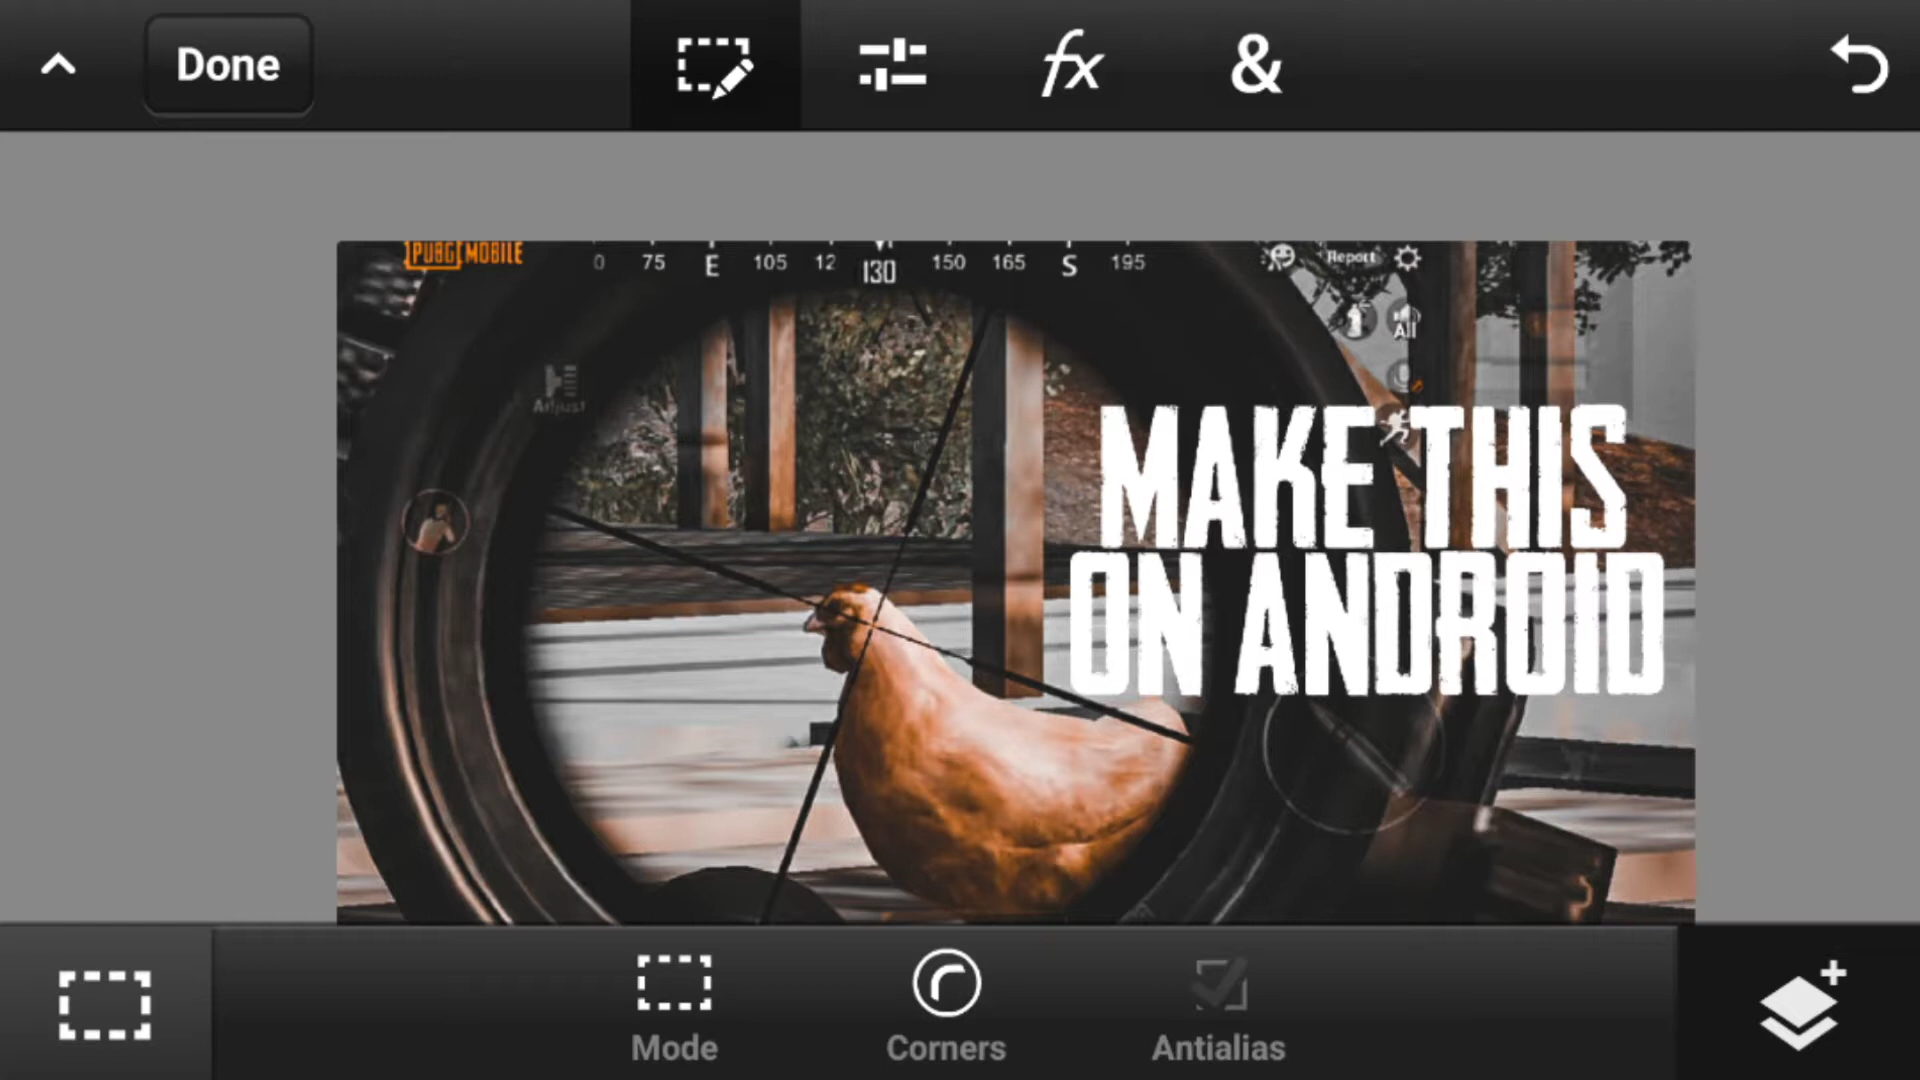 Done
fx
&
PUBG MOBILE
0 75 E 105 12 130 150 165 S 195
Report
All
Adjust
MAKE THIS
ON ANDROID
Mode Corners Antialias